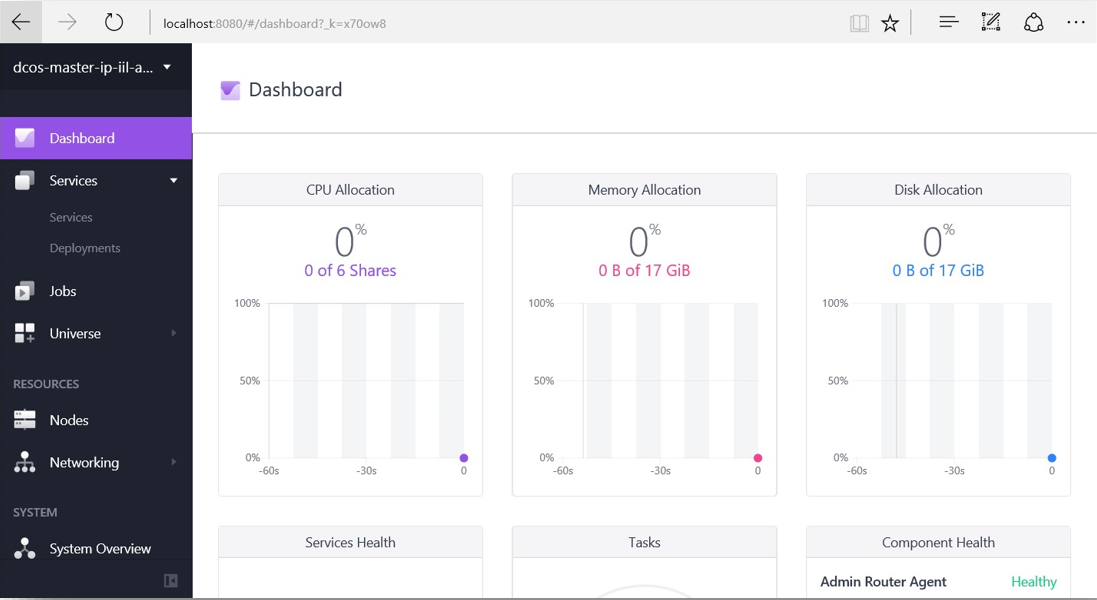 localhost:8080/#/dashboard?_k=x70ow8
dcos-master-ip-iil-a...
Dashboard
Services
Services
Deployments
Jobs
Universe
RESOURCES
Nodes
Networking
SYSTEM
System Overview
Dashboard
CPU Allocation
0%
0 of 6 Shares
100%
50%
0%
-60s -30s 0
Memory Allocation
0%
0 B of 17 GiB
100%
50%
0%
-60s -30s 0
Disk Allocation
0%
0 B of 17 GiB
100%
50%
0%
-60s -30s 0
Services Health
Tasks
Component Health
Admin Router Agent Healthy